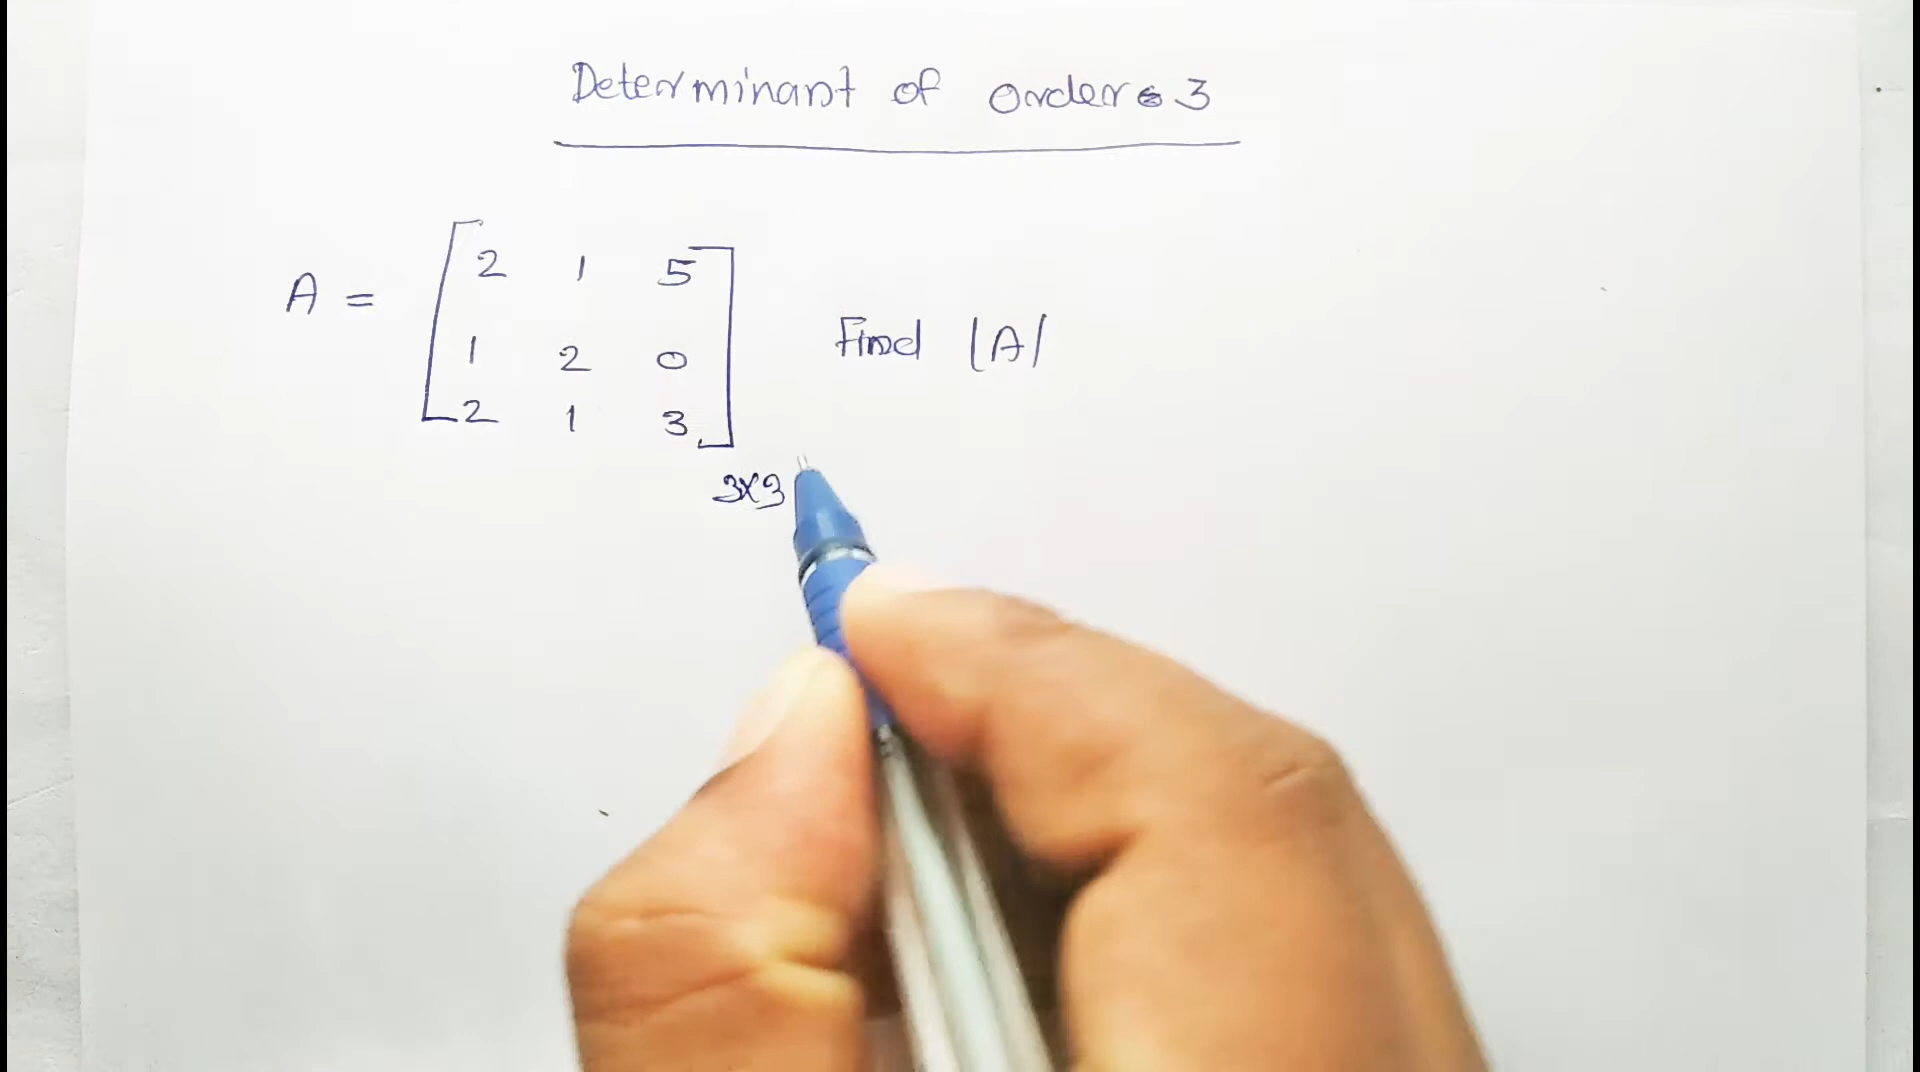 Determinant of order 3
A = [ 2 1 5
1 2 0
2 1 3 ] 3×3
Find |A|